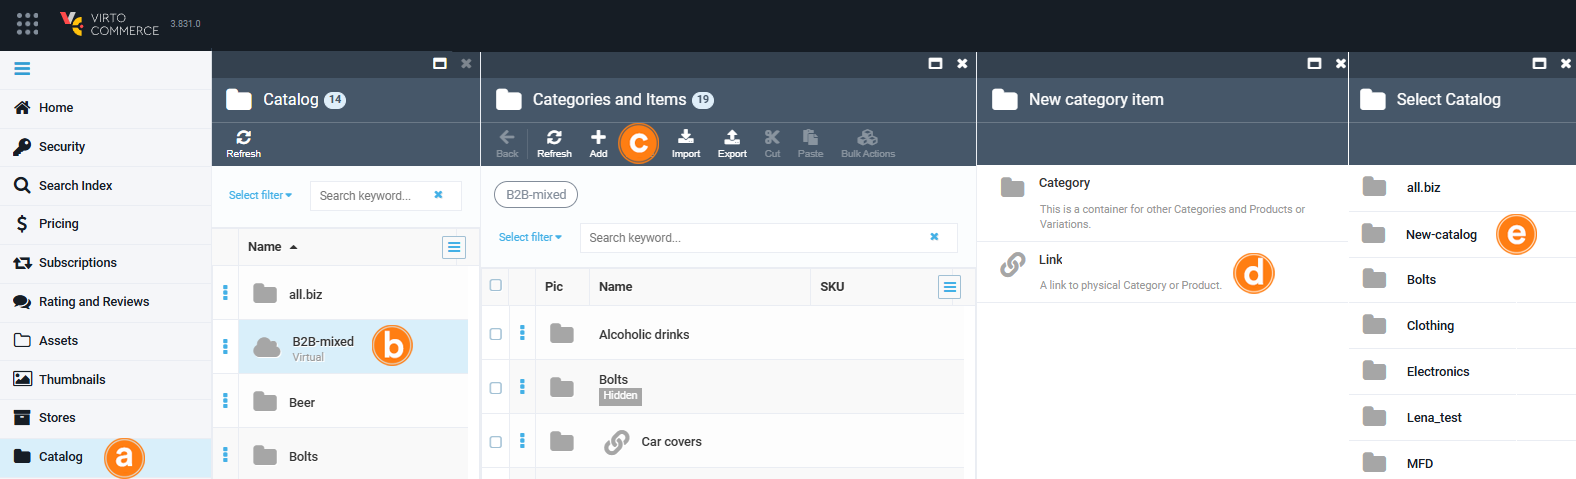 VIRTO
COMMERCE
3.831.0
Home
Security
Search Index
Pricing
Subscriptions
Rating and Reviews
Assets
Thumbnails
Stores
Catalog
a
Catalog 14
Refresh
Select filter
Search keyword...
Name
all.biz
B2B-mixed
Virtual
b
Beer
Bolts
Categories and Items 19
Back
Refresh
Add
c
Import
Export
Cut
Paste
Bulk Actions
B2B-mixed
Select filter
Search keyword...
Pic Name SKU
Alcoholic drinks
Bolts
Hidden
Car covers
New category item
Category
This is a container for other Categories and Products or
Variations.
Link
A link to physical Category or Product.
d
Select Catalog
all.biz
New-catalog
e
Bolts
Clothing
Electronics
Lena_test
MFD